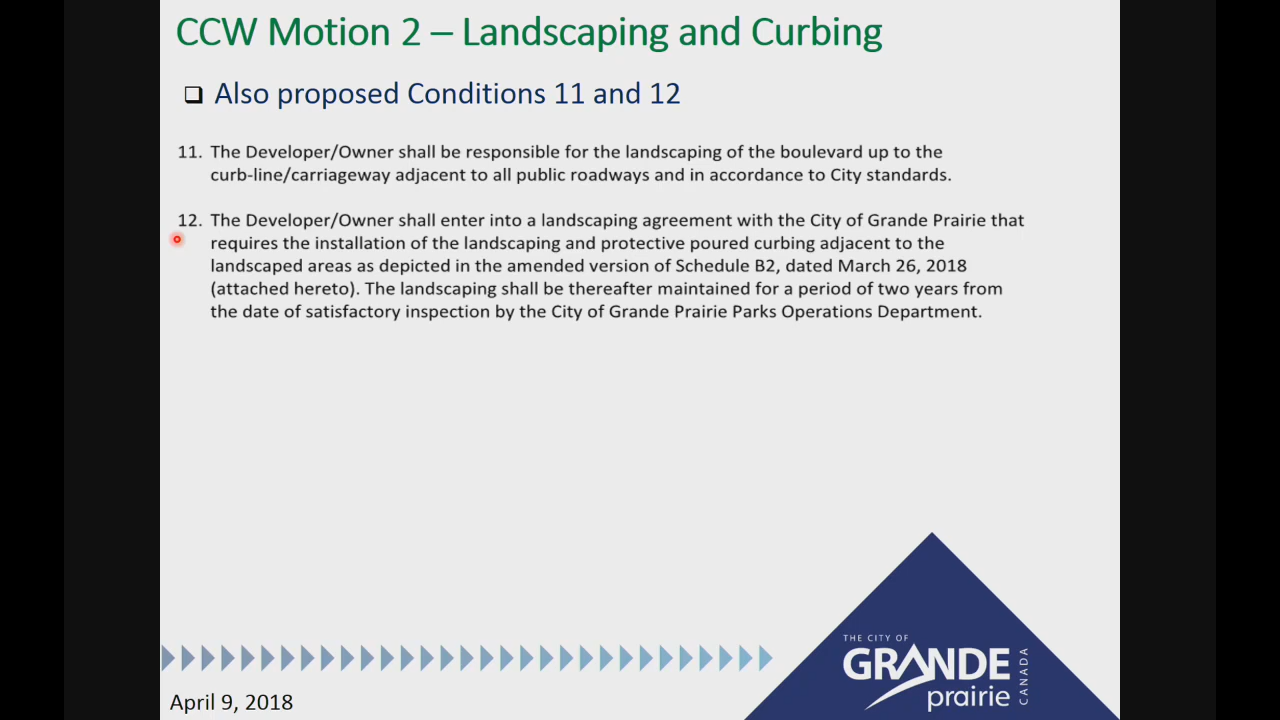 CCW Motion 2 – Landscaping and Curbing
Also proposed Conditions 11 and 12
11. The Developer/Owner shall be responsible for the landscaping of the boulevard up to the
curb-line/carriageway adjacent to all public roadways and in accordance to City standards.
12. The Developer/Owner shall enter into a landscaping agreement with the City of Grande Prairie that
requires the installation of the landscaping and protective poured curbing adjacent to the
landscaped areas as depicted in the amended version of Schedule B2, dated March 26, 2018
(attached hereto). The landscaping shall be thereafter maintained for a period of two years from
the date of satisfactory inspection by the City of Grande Prairie Parks Operations Department.
THE CITY OF
GRANDE
prairie
CANADA
April 9, 2018